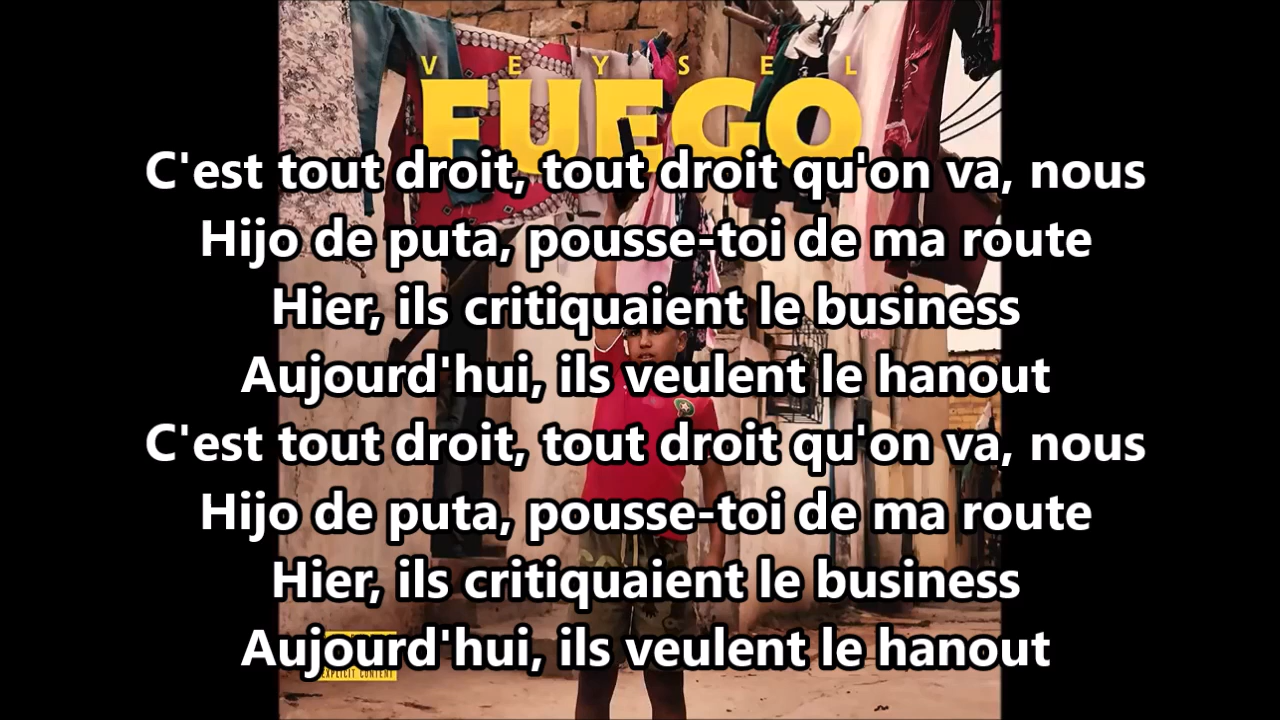 VEYSEL
FUEGO
C'est tout droit, tout droit qu'on va, nous
Hijo de puta, pousse-toi de ma route
Hier, ils critiquaient le business
Aujourd'hui, ils veulent le hanout
C'est tout droit, tout droit qu'on va, nous
Hijo de puta, pousse-toi de ma route
Hier, ils critiquaient le business
Aujourd'hui, ils veulent le hanout
EXPLICIT CONTENT